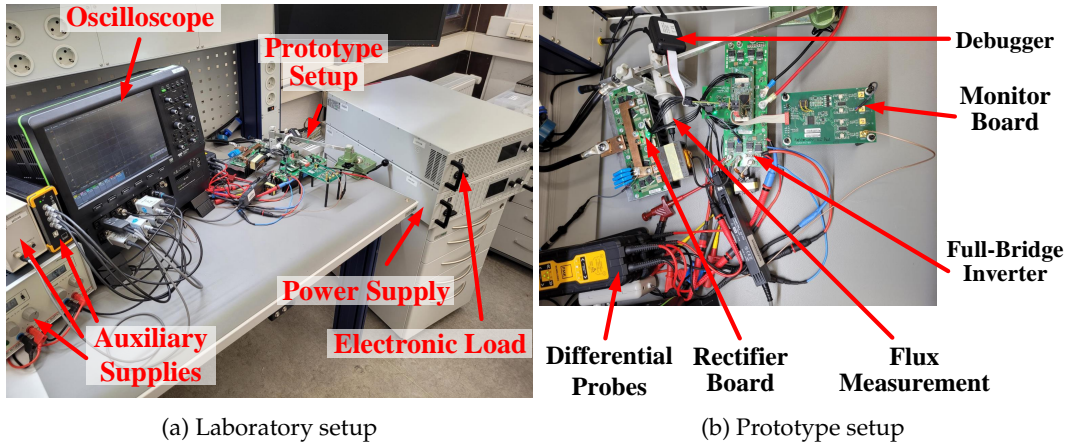 Oscilloscope
Prototype
Setup
Power Supply
Auxiliary
Supplies
Electronic Load
(a) Laboratory setup
Debugger
Monitor
Board
Full-Bridge
Inverter
Differential
Probes
Rectifier
Board
Flux
Measurement
(b) Prototype setup